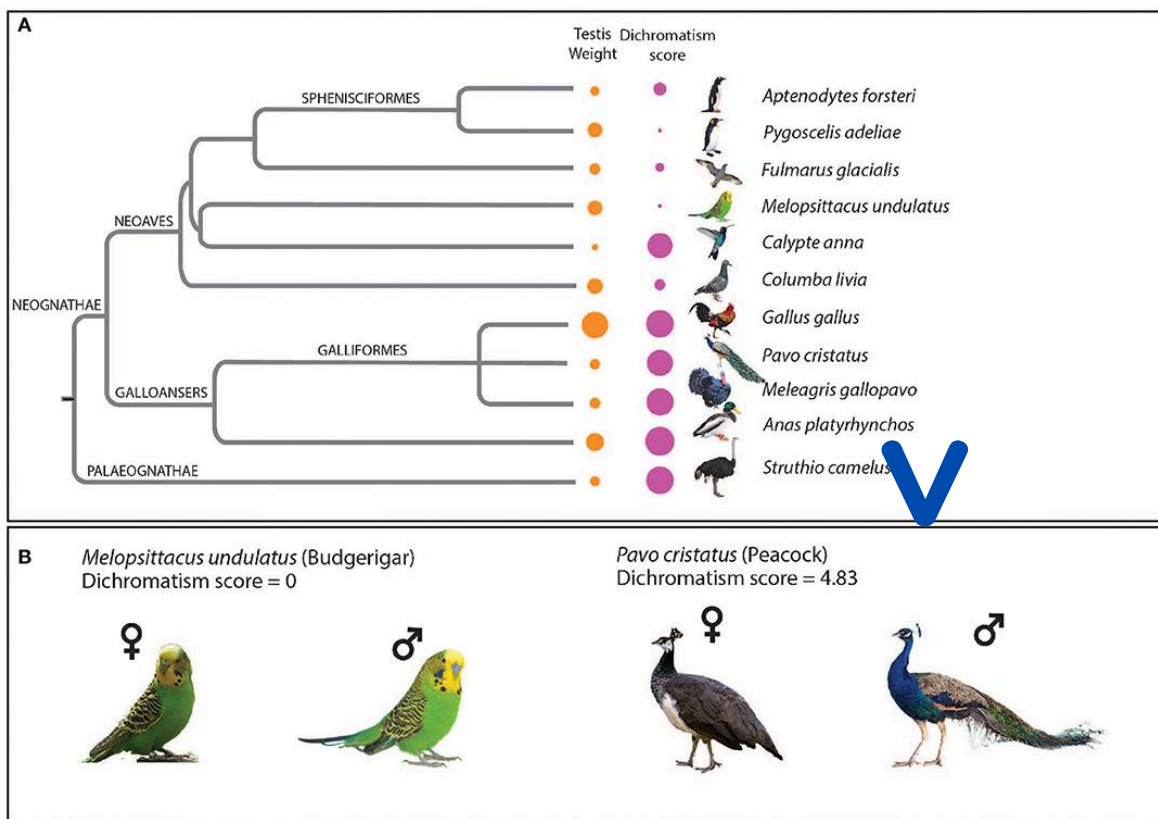 A
Testis Weight
Dichromatism score
SPHENISCIFORMES
Aptenodytes forsteri
Pygoscelis adeliae
Fulmarus glacialis
Melopsittacus undulatus
NEOAVES
Calypte anna
Columba livia
NEOGNATHAE
Gallus gallus
GALLIFORMES
Pavo cristatus
Meleagris gallopavo
GALLOANSERS
Anas platyrhynchos
PALAEOGNATHAE
Struthio camelus
V
B
Melopsittacus undulatus (Budgerigar)
Dichromatism score = 0
Pavo cristatus (Peacock)
Dichromatism score = 4.83
♀
♂
♀
♂